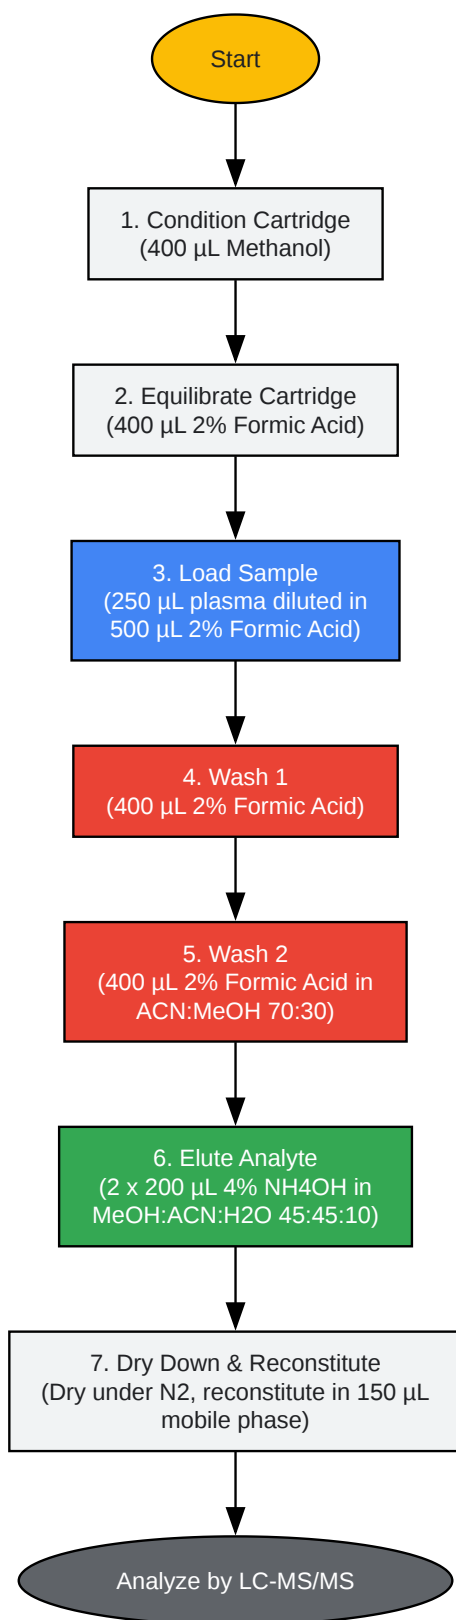 Start
1. Condition Cartridge
(400 µL Methanol)
2. Equilibrate Cartridge
(400 µL 2% Formic Acid)
3. Load Sample
(250 µL plasma diluted in
500 µL 2% Formic Acid)
4. Wash 1
(400 µL 2% Formic Acid)
5. Wash 2
(400 µL 2% Formic Acid in
ACN:MeOH 70:30)
6. Elute Analyte
(2 x 200 µL 4% NH4OH in
MeOH:ACN:H2O 45:45:10)
7. Dry Down & Reconstitute
(Dry under N2, reconstitute in 150 µL
mobile phase)
Analyze by LC-MS/MS